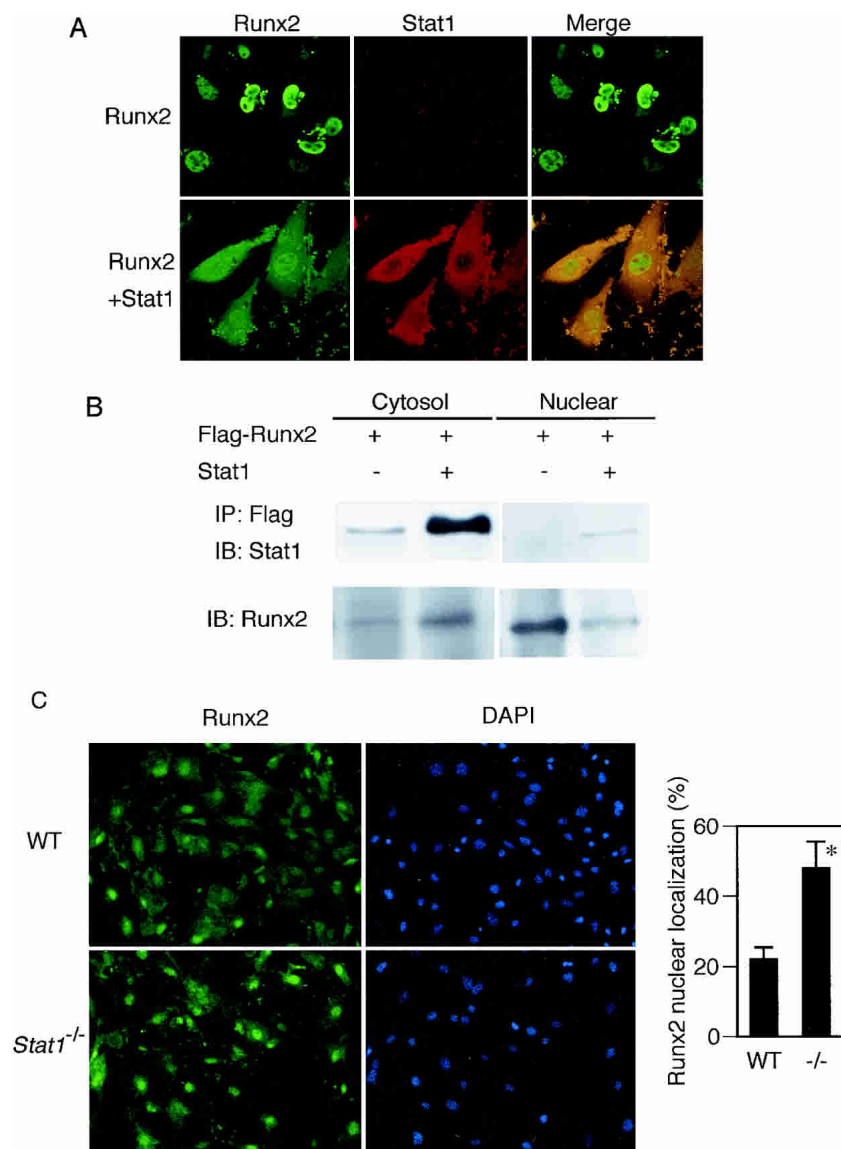 A
Runx2 Stat1 Merge
Runx2
Runx2
+Stat1
B
Cytosol Nuclear
Flag-Runx2 + + + +
Stat1 - + - +
IP: Flag
IB: Stat1
IB: Runx2
C
Runx2 DAPI
WT
Stat1-/-
Runx2 nuclear localization (%)
60
40
20
0
*
WT -/-